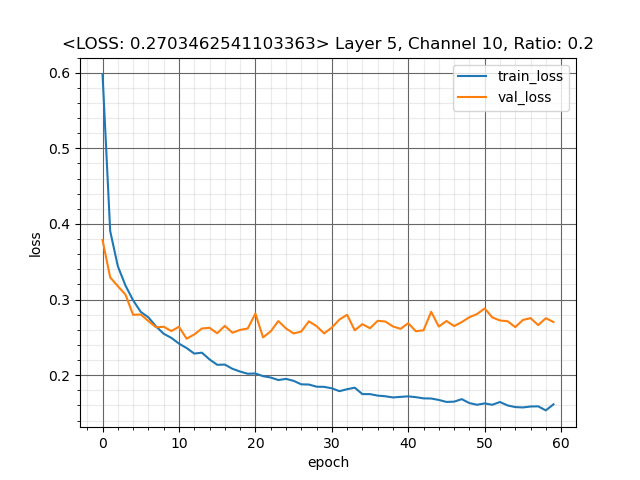 <LOSS: 0.2703462541103363> Layer 5, Channel 10, Ratio: 0.2
train_loss
val_loss
0.6
0.5
0.4
0.3
0.2
loss
0 10 20 30 40 50 60
epoch